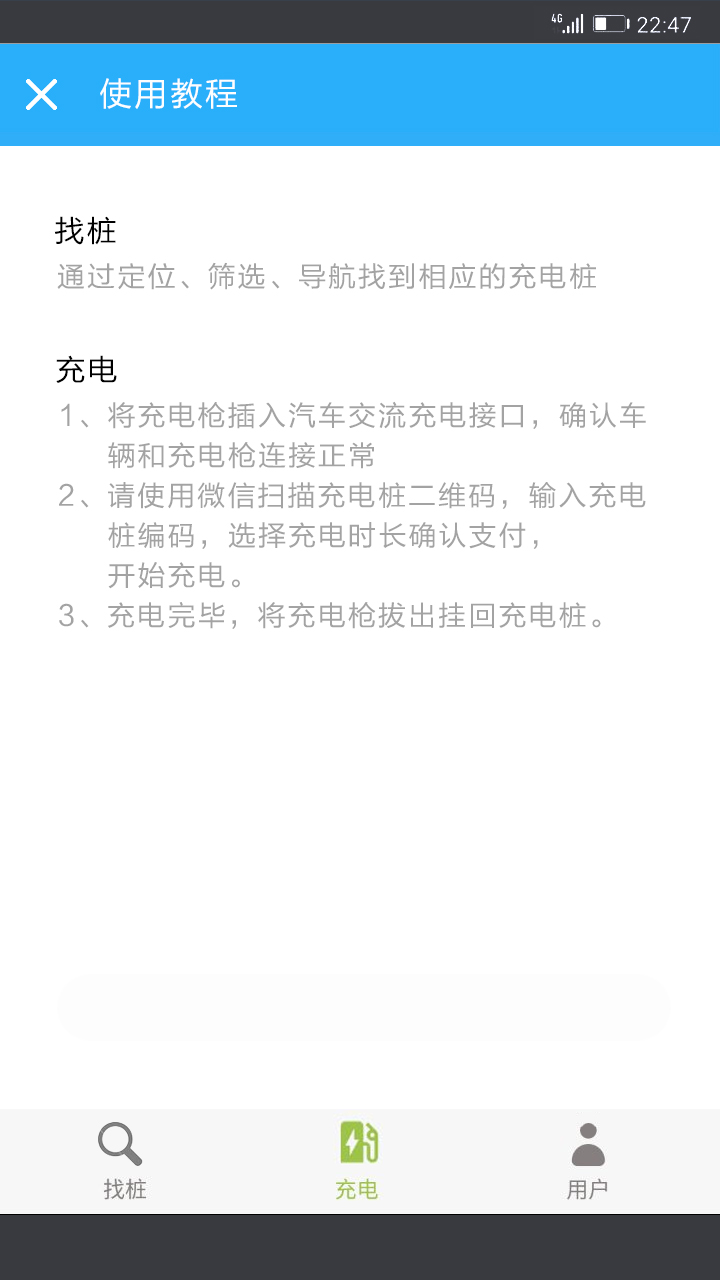 4G 22:47
使用教程
找桩
通过定位、筛选、导航找到相应的充电桩
充电
1、将充电枪插入汽车交流充电接口，确认车
辆和充电枪连接正常
2、请使用微信扫描充电桩二维码，输入充电
桩编码，选择充电时长确认支付，
开始充电。
3、充电完毕，将充电枪拔出挂回充电桩。
找桩 充电 用户